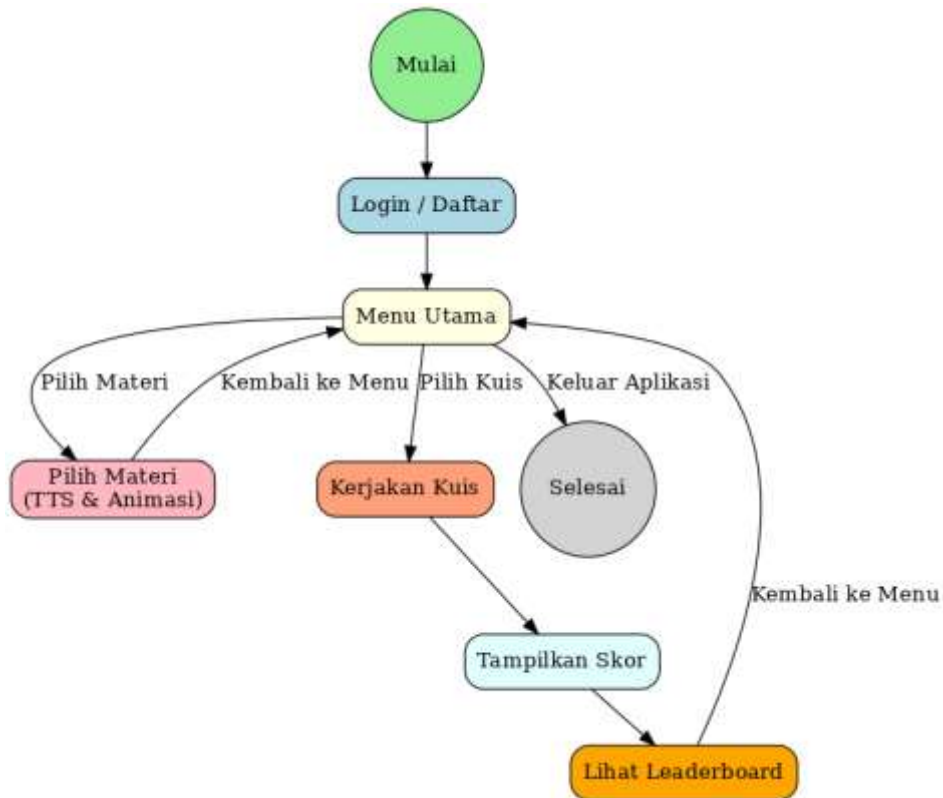 Mulai
Login / Daftar
Menu Utama
Pilih Materi
Kembali ke Menu
Pilih Kuis
Keluar Aplikasi
Pilih Materi
(TTS & Animasi)
Kerjakan Kuis
Selesai
Kembali ke Menu
Tampilkan Skor
Lihat Leaderboard